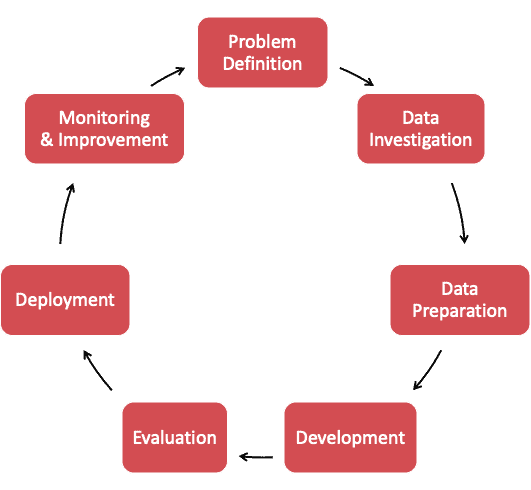 Problem
Definition
Data
Investigation
Data
Preparation
Development
Evaluation
Deployment
Monitoring
& Improvement